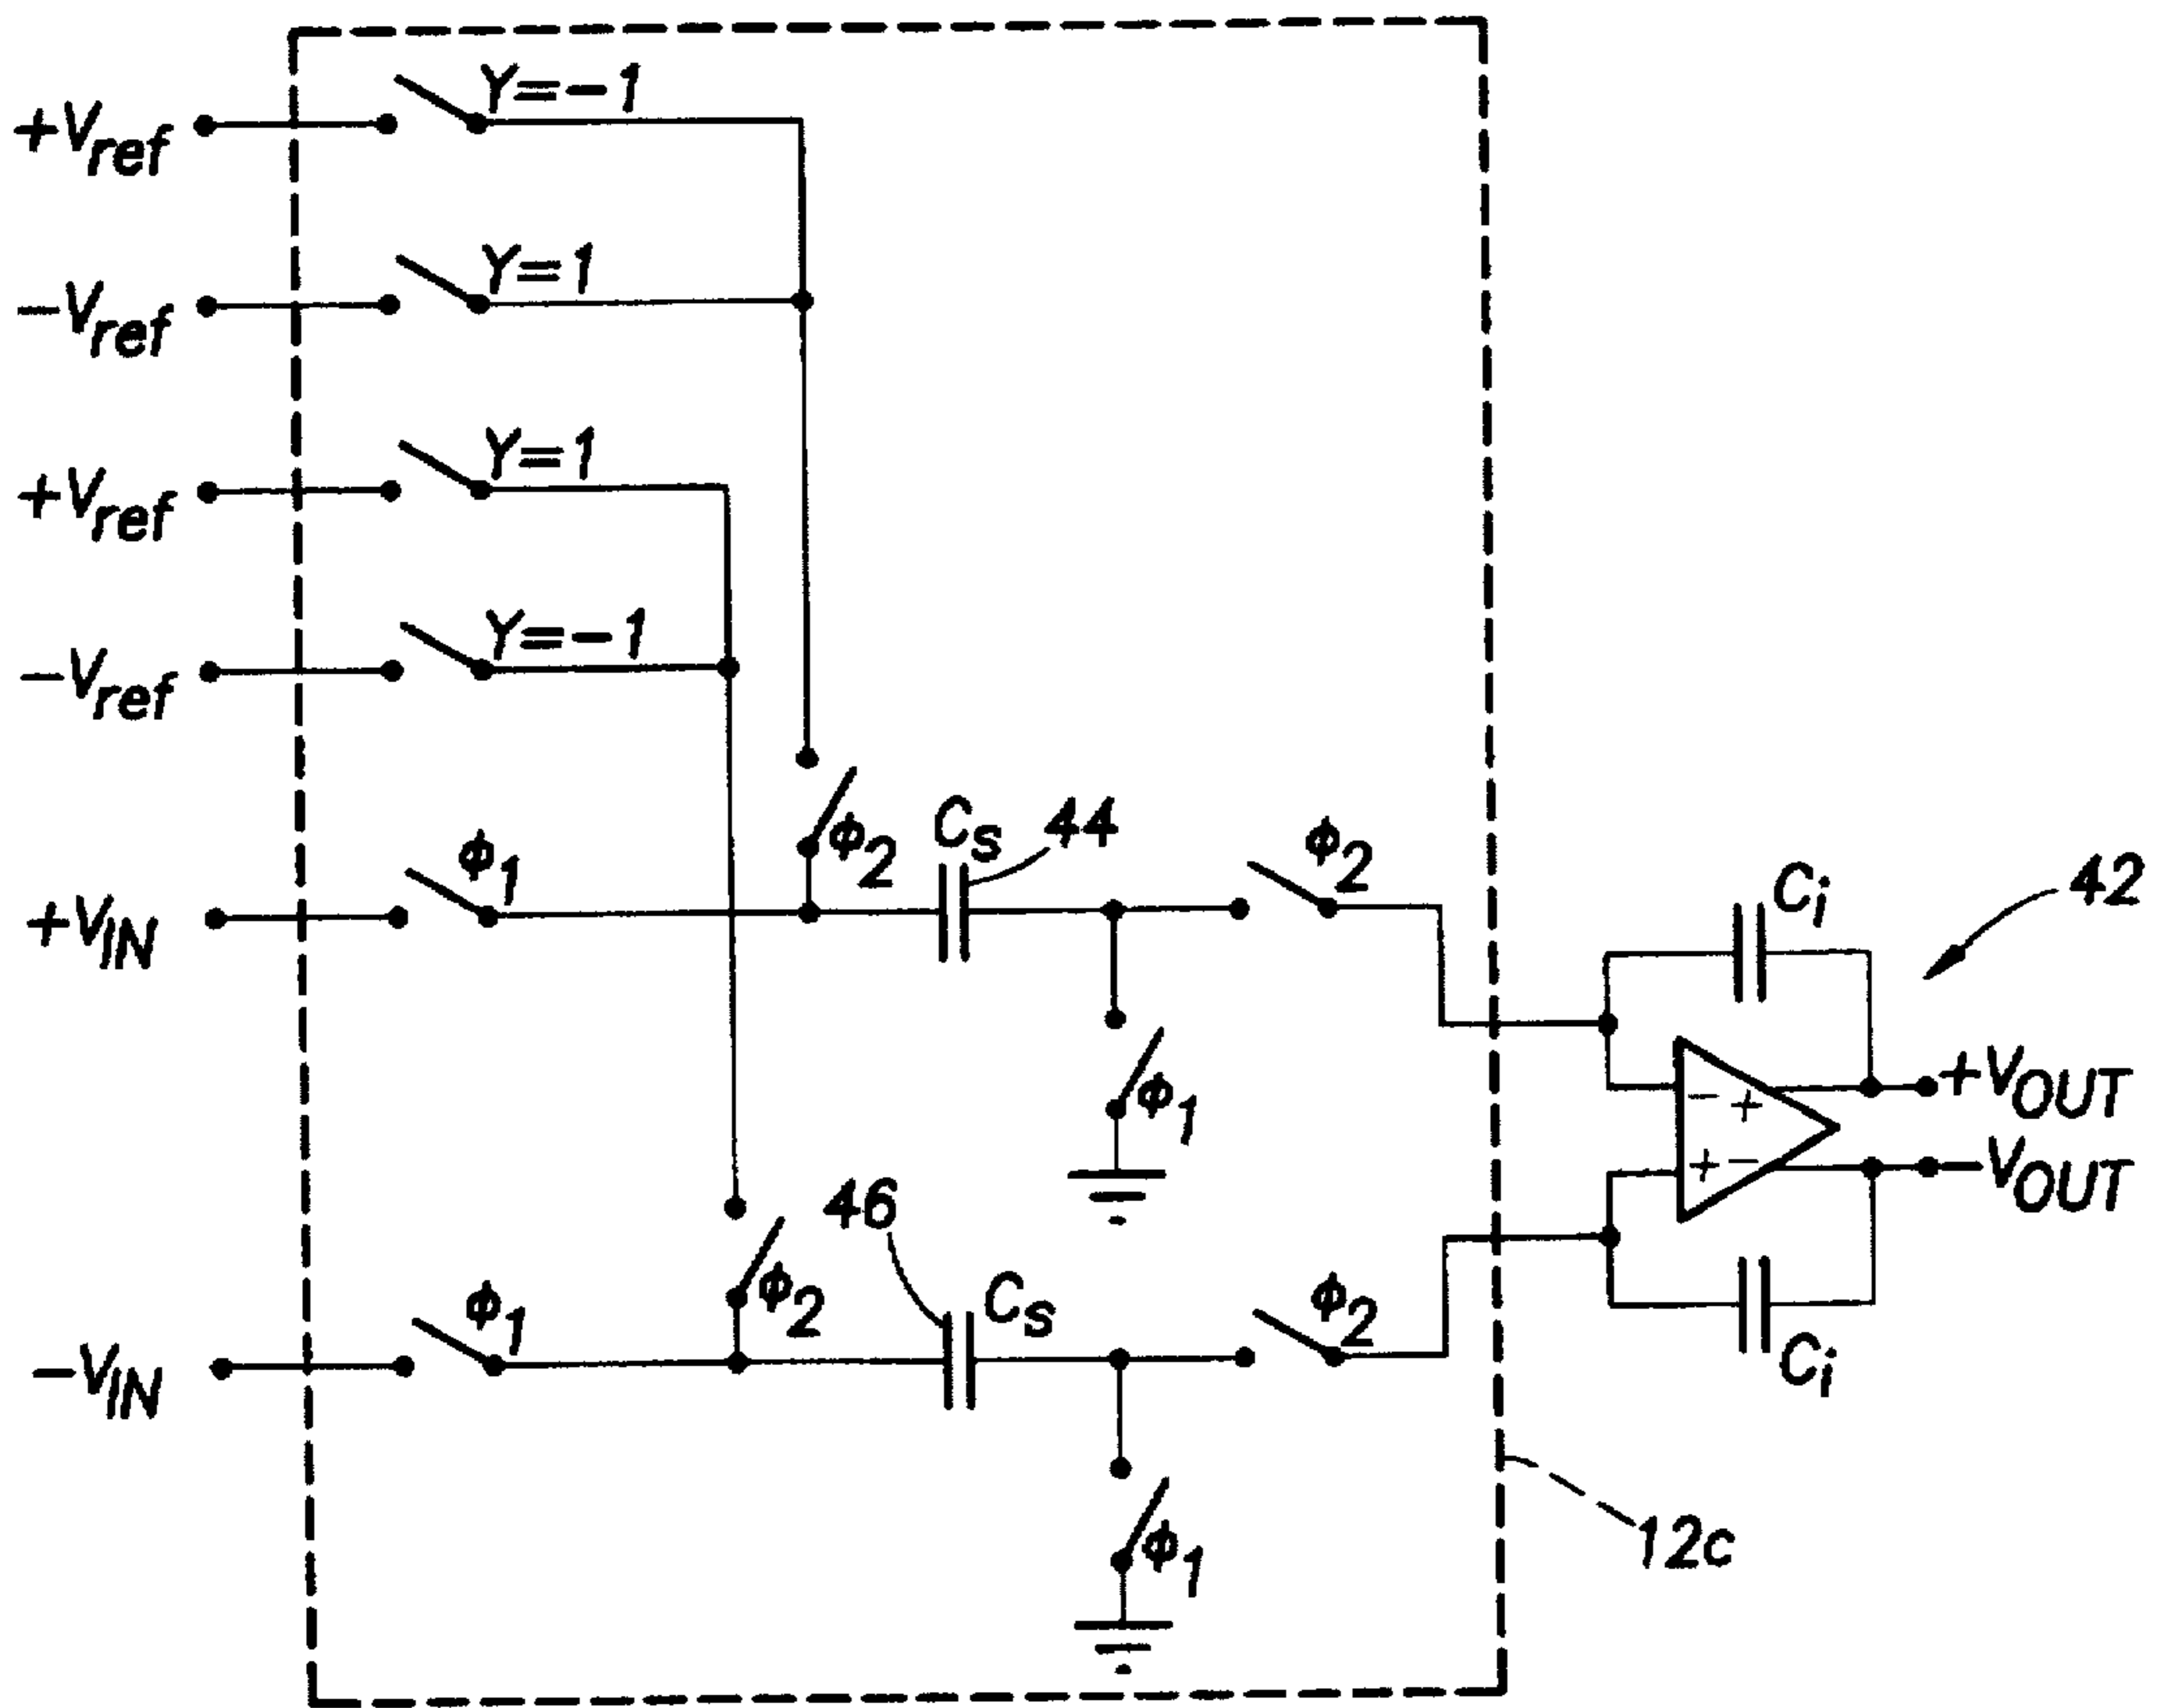 +Vref
Y=-1
-Vref
Y=1
+Vref
Y=1
-Vref
Y=-1
+VIN
ϕ1
ϕ2
Cs
44
ϕ2
Ci
42
ϕ1
- +
+ -
+VOUT
-VOUT
Ci
46
Cs
-VIN
ϕ1
ϕ2
ϕ2
ϕ1
12c